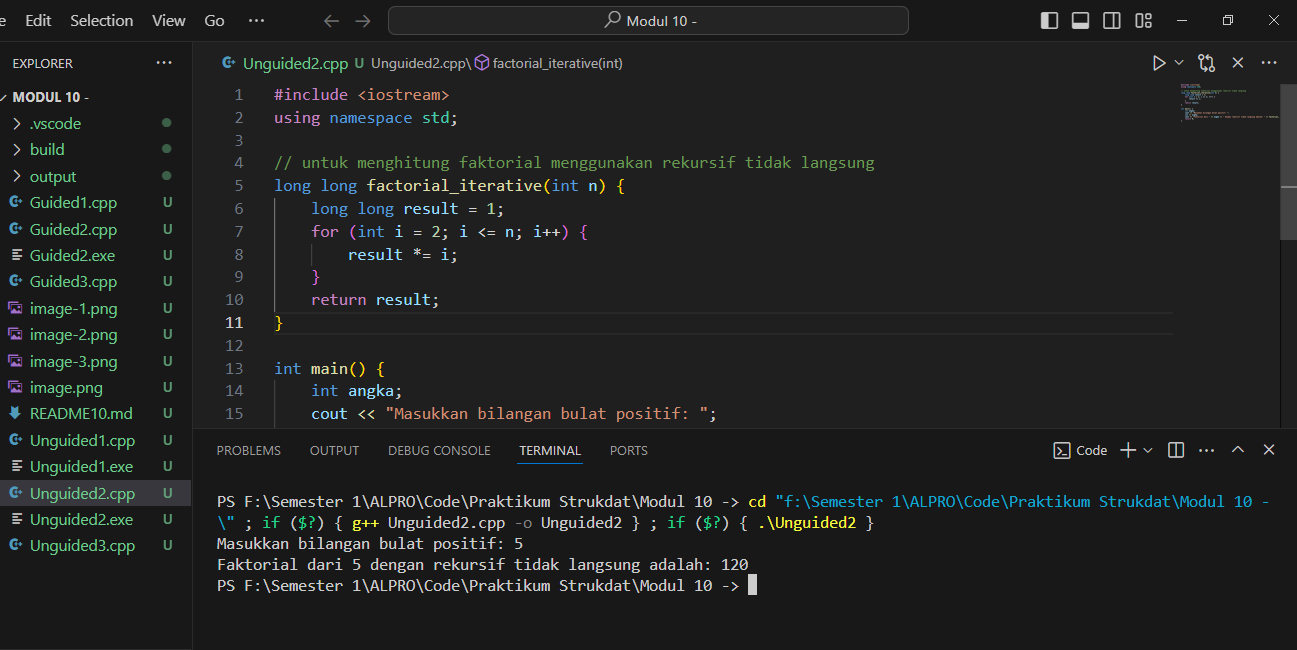 Edit Selection View Go ··· Modul 10 -
EXPLORER ···
MODUL 10 -
.vscode
build
output
Guided1.cpp U
Guided2.cpp U
Guided2.exe U
Guided3.cpp U
image-1.png U
image-2.png U
image-3.png U
image.png U
README10.md U
Unguided1.cpp U
Unguided1.exe U
Unguided2.cpp U
Unguided2.exe U
Unguided3.cpp U
Unguided2.cpp U Unguided2.cpp\ factorial_iterative(int)
1 #include <iostream>
2 using namespace std;
3
4 // untuk menghitung faktorial menggunakan rekursif tidak langsung
5 long long factorial_iterative(int n) {
6 long long result = 1;
7 for (int i = 2; i <= n; i++) {
8 result *= i;
9 }
10 return result;
11 }
12
13 int main() {
14 int angka;
15 cout << "Masukkan bilangan bulat positif: ";
PROBLEMS OUTPUT DEBUG CONSOLE TERMINAL PORTS Code
PS F:\Semester 1\ALPRO\Code\Praktikum Strukdat\Modul 10 -> cd "f:\Semester 1\ALPRO\Code\Praktikum Strukdat\Modul 10 -
\" ; if ($?) { g++ Unguided2.cpp -o Unguided2 } ; if ($?) { .\Unguided2 }
Masukkan bilangan bulat positif: 5
Faktorial dari 5 dengan rekursif tidak langsung adalah: 120
PS F:\Semester 1\ALPRO\Code\Praktikum Strukdat\Modul 10 ->